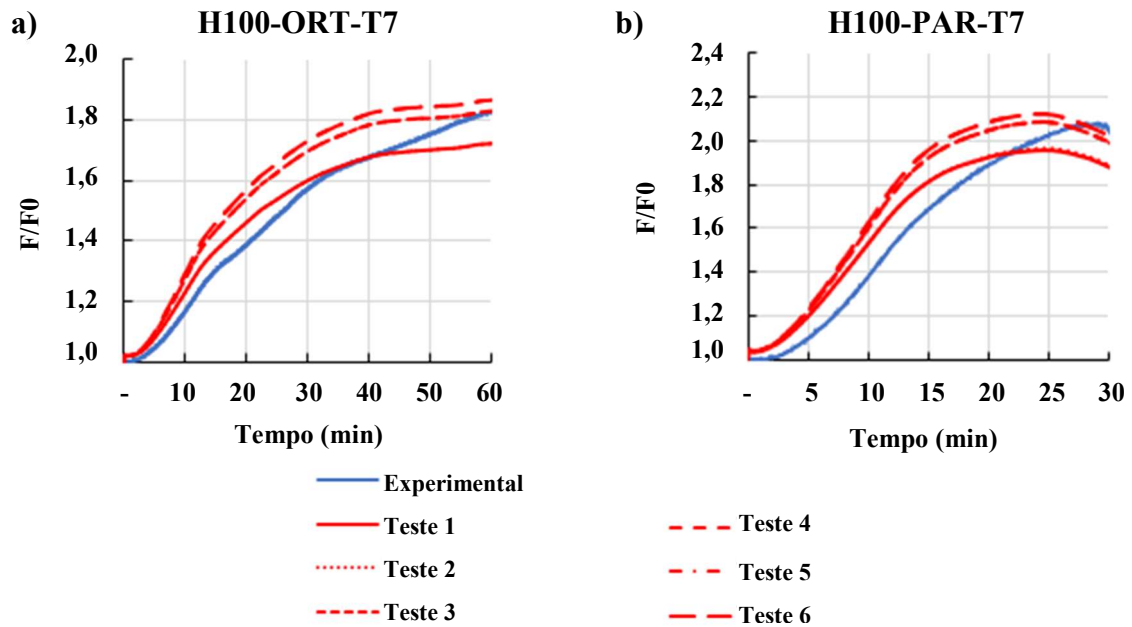 a) H100-ORT-T7
2,0
1,8
1,6
1,4
1,2
1,0
F/F0
- 10 20 30 40 50 60
Tempo (min)
b) H100-PAR-T7
2,4
2,2
2,0
1,8
1,6
1,4
1,2
1,0
F/F0
- 5 10 15 20 25 30
Tempo (min)
Experimental
Teste 1
Teste 2
Teste 3
Teste 4
Teste 5
Teste 6